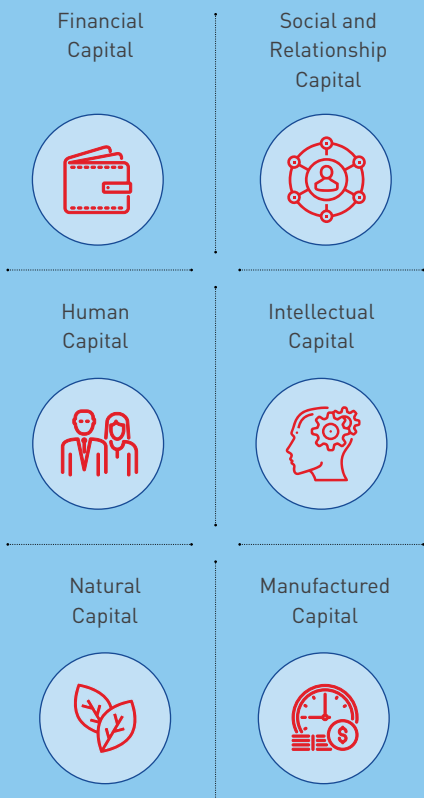 Financial
Capital
Social and
Relationship
Capital
Human
Capital
Intellectual
Capital
Natural
Capital
Manufactured
Capital
$